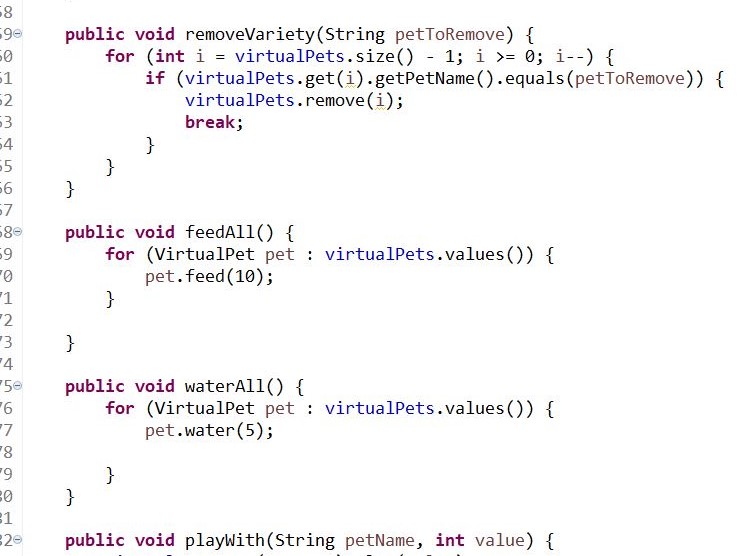 58
59    public void removeVariety(String petToRemove) {
60        for (int i = virtualPets.size() - 1; i >= 0; i--) {
61            if (virtualPets.get(i).getPetName().equals(petToRemove)) {
62                virtualPets.remove(i);
63                break;
64            }
65        }
66    }
67
68    public void feedAll() {
69        for (VirtualPet pet : virtualPets.values()) {
70            pet.feed(10);
71        }
72
73    }
74
75    public void waterAll() {
76        for (VirtualPet pet : virtualPets.values()) {
77            pet.water(5);
78
79        }
80    }
81
82    public void playWith(String petName, int value) {